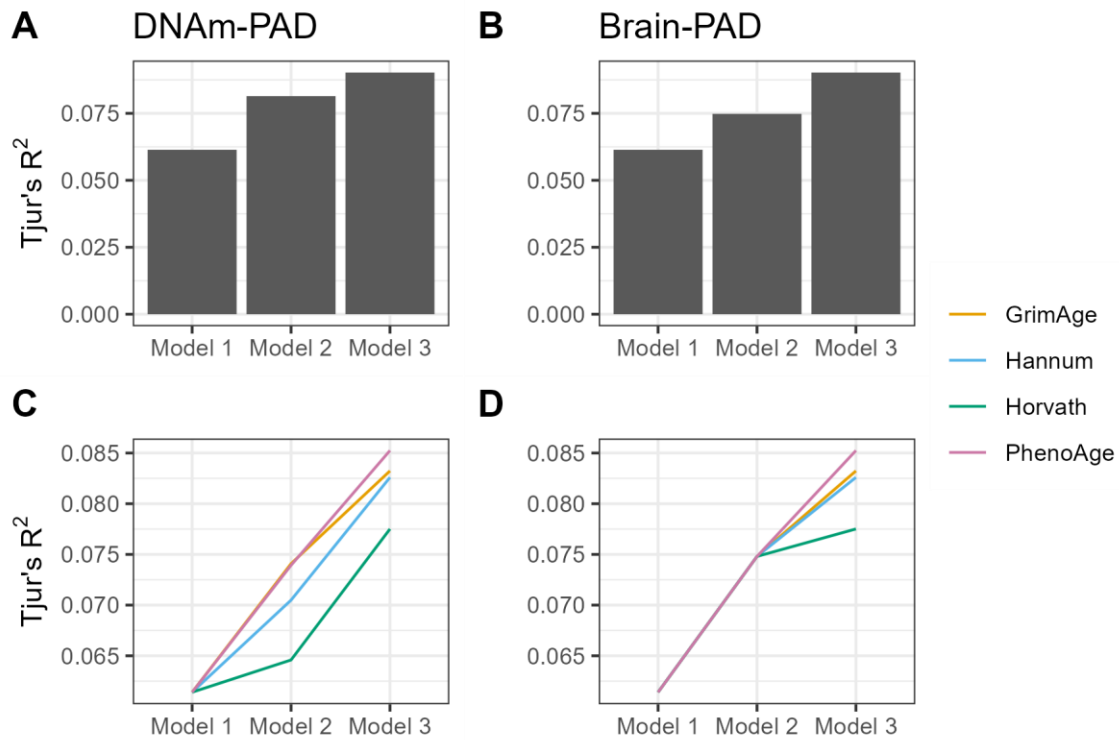 A DNAm-PAD
Tjur's R²
0.075
0.050
0.025
0.000
Model 1 Model 2 Model 3
B Brain-PAD
0.075
0.050
0.025
0.000
Model 1 Model 2 Model 3
GrimAge
Hannum
Horvath
PhenoAge
C
Tjur's R²
0.085
0.080
0.075
0.070
0.065
Model 1 Model 2 Model 3
D
0.085
0.080
0.075
0.070
0.065
Model 1 Model 2 Model 3